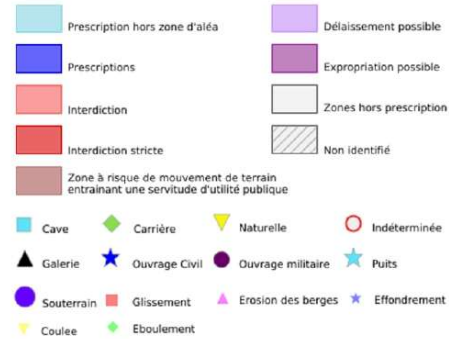 Prescription hors zone d'aléa
Délaissement possible
Prescriptions
Expropriation possible
Interdiction
Zones hors prescription
Interdiction stricte
Non identifié
Zone à risque de mouvement de terrain
entrainant une servitude d'utilité publique
Cave
Carrière
Naturelle
Indéterminée
Galerie
Ouvrage Civil
Ouvrage militaire
Puits
Souterrain
Glissement
Erosion des berges
Effondrement
Coulee
Eboulement